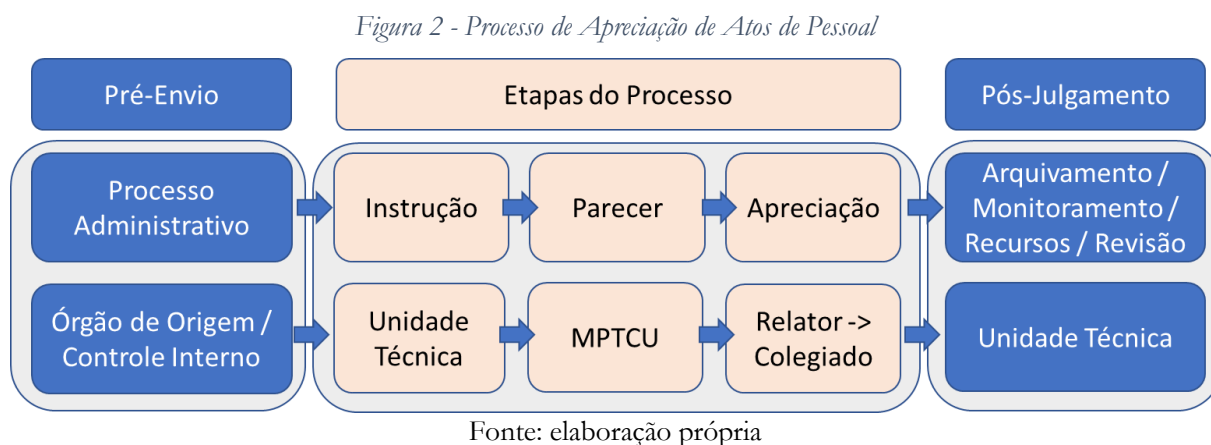 Figura 2 - Processo de Apreciação de Atos de Pessoal
Pré-Envio
Etapas do Processo
Pós-Julgamento
Processo
Administrativo
Instrução
Parecer
Apreciação
Arquivamento /
Monitoramento /
Recursos / Revisão
Órgão de Origem /
Controle Interno
Unidade
Técnica
MPTCU
Relator ->
Colegiado
Unidade Técnica
Fonte: elaboração própria